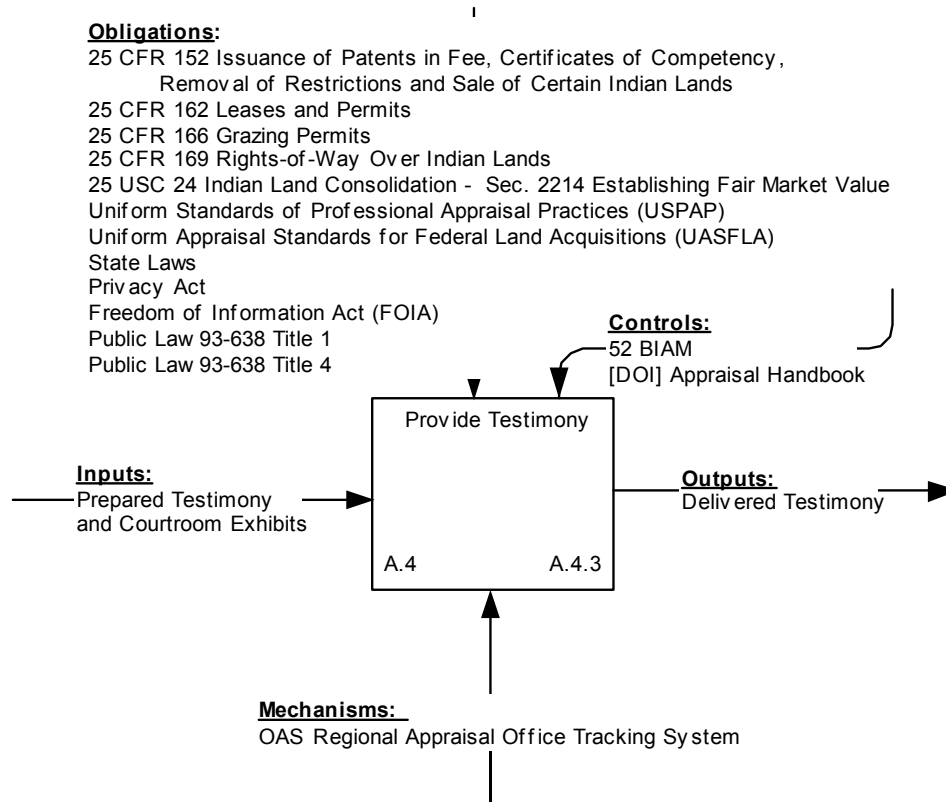 Obligations:
25 CFR 152 Issuance of Patents in Fee, Certificates of Competency,
Removal of Restrictions and Sale of Certain Indian Lands
25 CFR 162 Leases and Permits
25 CFR 166 Grazing Permits
25 CFR 169 Rights-of-Way Over Indian Lands
25 USC 24 Indian Land Consolidation - Sec. 2214 Establishing Fair Market Value
Uniform Standards of Professional Appraisal Practices (USPAP)
Uniform Appraisal Standards for Federal Land Acquisitions (UASFLA)
State Laws
Privacy Act
Freedom of Information Act (FOIA)
Public Law 93-638 Title 1
Public Law 93-638 Title 4
Controls:
52 BIAM
[DOI] Appraisal Handbook
Provide Testimony
Inputs:
Prepared Testimony
and Courtroom Exhibits
Outputs:
Delivered Testimony
A.4 A.4.3
Mechanisms:
OAS Regional Appraisal Office Tracking System